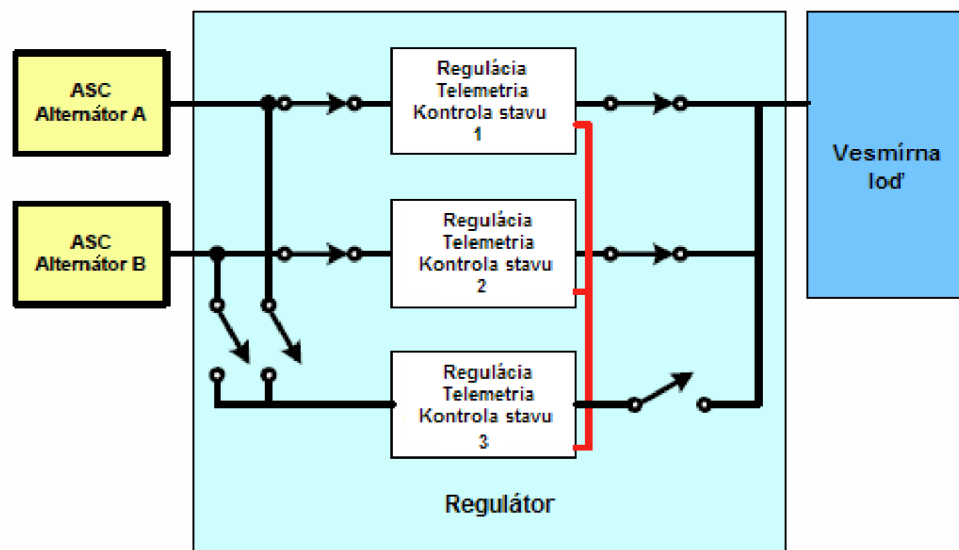 ASC
Alternátor A
Regulácia
Telemetria
Kontrola stavu
1
Vesmírna
loď
ASC
Alternátor B
Regulácia
Telemetria
Kontrola stavu
2
Regulácia
Telemetria
Kontrola stavu
3
Regulátor